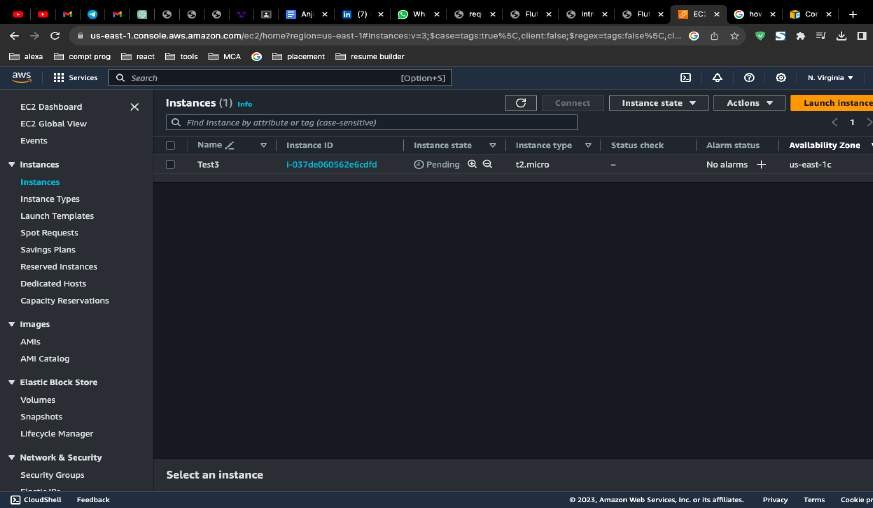 Anj
(7)
Wh
req
Flut
intr
Flut
EC:
how
Cor
us-east-1.console.aws.amazon.com/ec2/home?region=us-east-1#Instances:v=3;$case=tags:true%5C,client:false;$regex=tags:false%5C,cl...
alexa compt prog react tools MCA placement resume builder
aws Services Search [Option+S] N. Virginia
EC2 Dashboard
EC2 Global View
Events
Instances
Instances
Instance Types
Launch Templates
Spot Requests
Savings Plans
Reserved Instances
Dedicated Hosts
Capacity Reservations
Images
AMIs
AMI Catalog
Elastic Block Store
Volumes
Snapshots
Lifecycle Manager
Network & Security
Security Groups
Instances (1) Info Connect Instance state Actions Launch instance
Find Instance by attribute or tag (case-sensitive) 1
Name Instance ID Instance state Instance type Status check Alarm status Availability Zone
Test3 i-037de060562e6cdfd Pending t2.micro – No alarms + us-east-1c
Select an instance
CloudShell Feedback © 2023, Amazon Web Services, Inc. or its affiliates. Privacy Terms Cookie pr